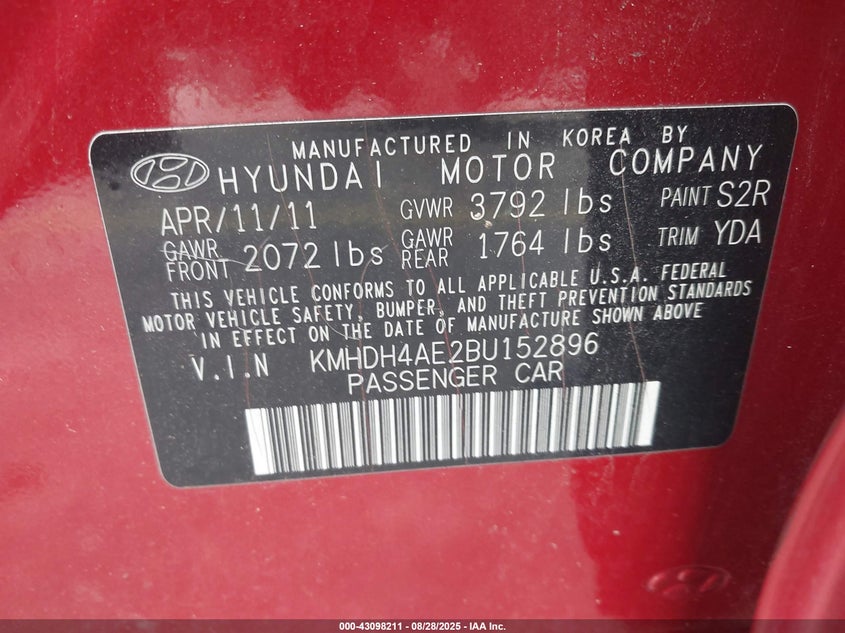 MANUFACTURED IN KOREA BY
HYUNDAI MOTOR COMPANY
APR/11/11 GVWR 3792 lbs PAINT S2R
GAWR FRONT 2072 lbs GAWR REAR 1764 lbs TRIM YDA
THIS VEHICLE CONFORMS TO ALL APPLICABLE U.S.A. FEDERAL
MOTOR VEHICLE SAFETY, BUMPER, AND THEFT PREVENTION STANDARDS
IN EFFECT ON THE DATE OF MANUFACTURE SHOWN ABOVE
V.I.N KMHDH4AE2BU152896
PASSENGER CAR
000-43098211 - 08/28/2025 - IAA Inc.